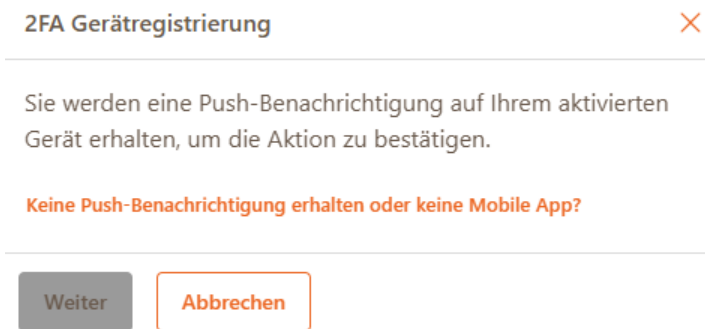 2FA Gerätregistrierung
Sie werden eine Push-Benachrichtigung auf Ihrem aktivierten
Gerät erhalten, um die Aktion zu bestätigen.
Keine Push-Benachrichtigung erhalten oder keine Mobile App?
Weiter
Abbrechen